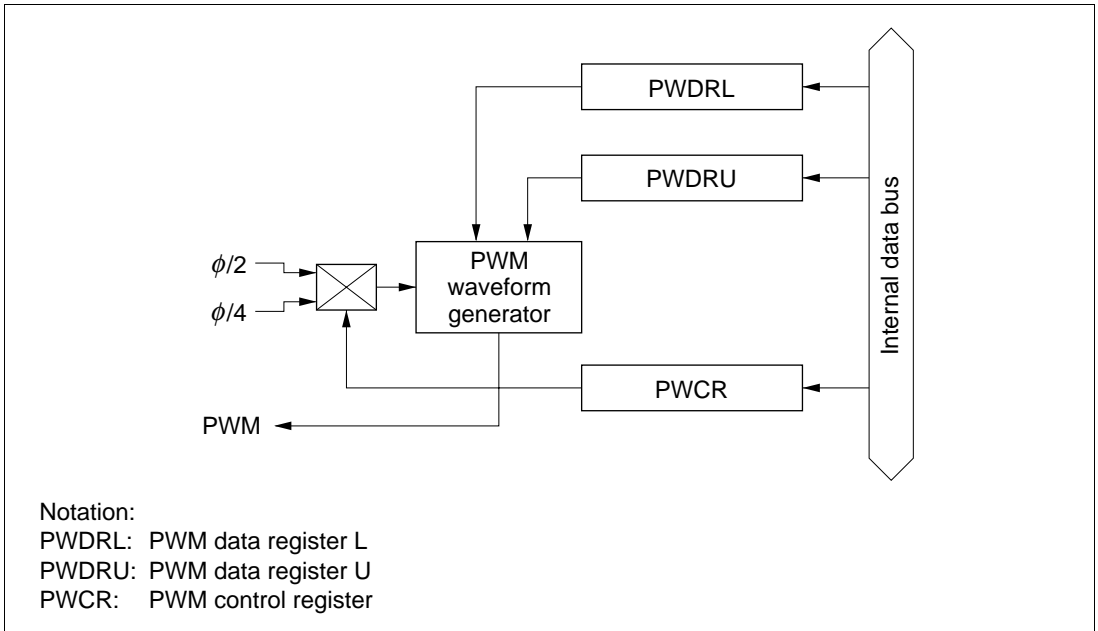 PWDRL
PWDRU
PWM
waveform
generator
ϕ/2
ϕ/4
PWCR
PWM
Internal data bus
Notation:
PWDRL: PWM data register L
PWDRU: PWM data register U
PWCR: PWM control register